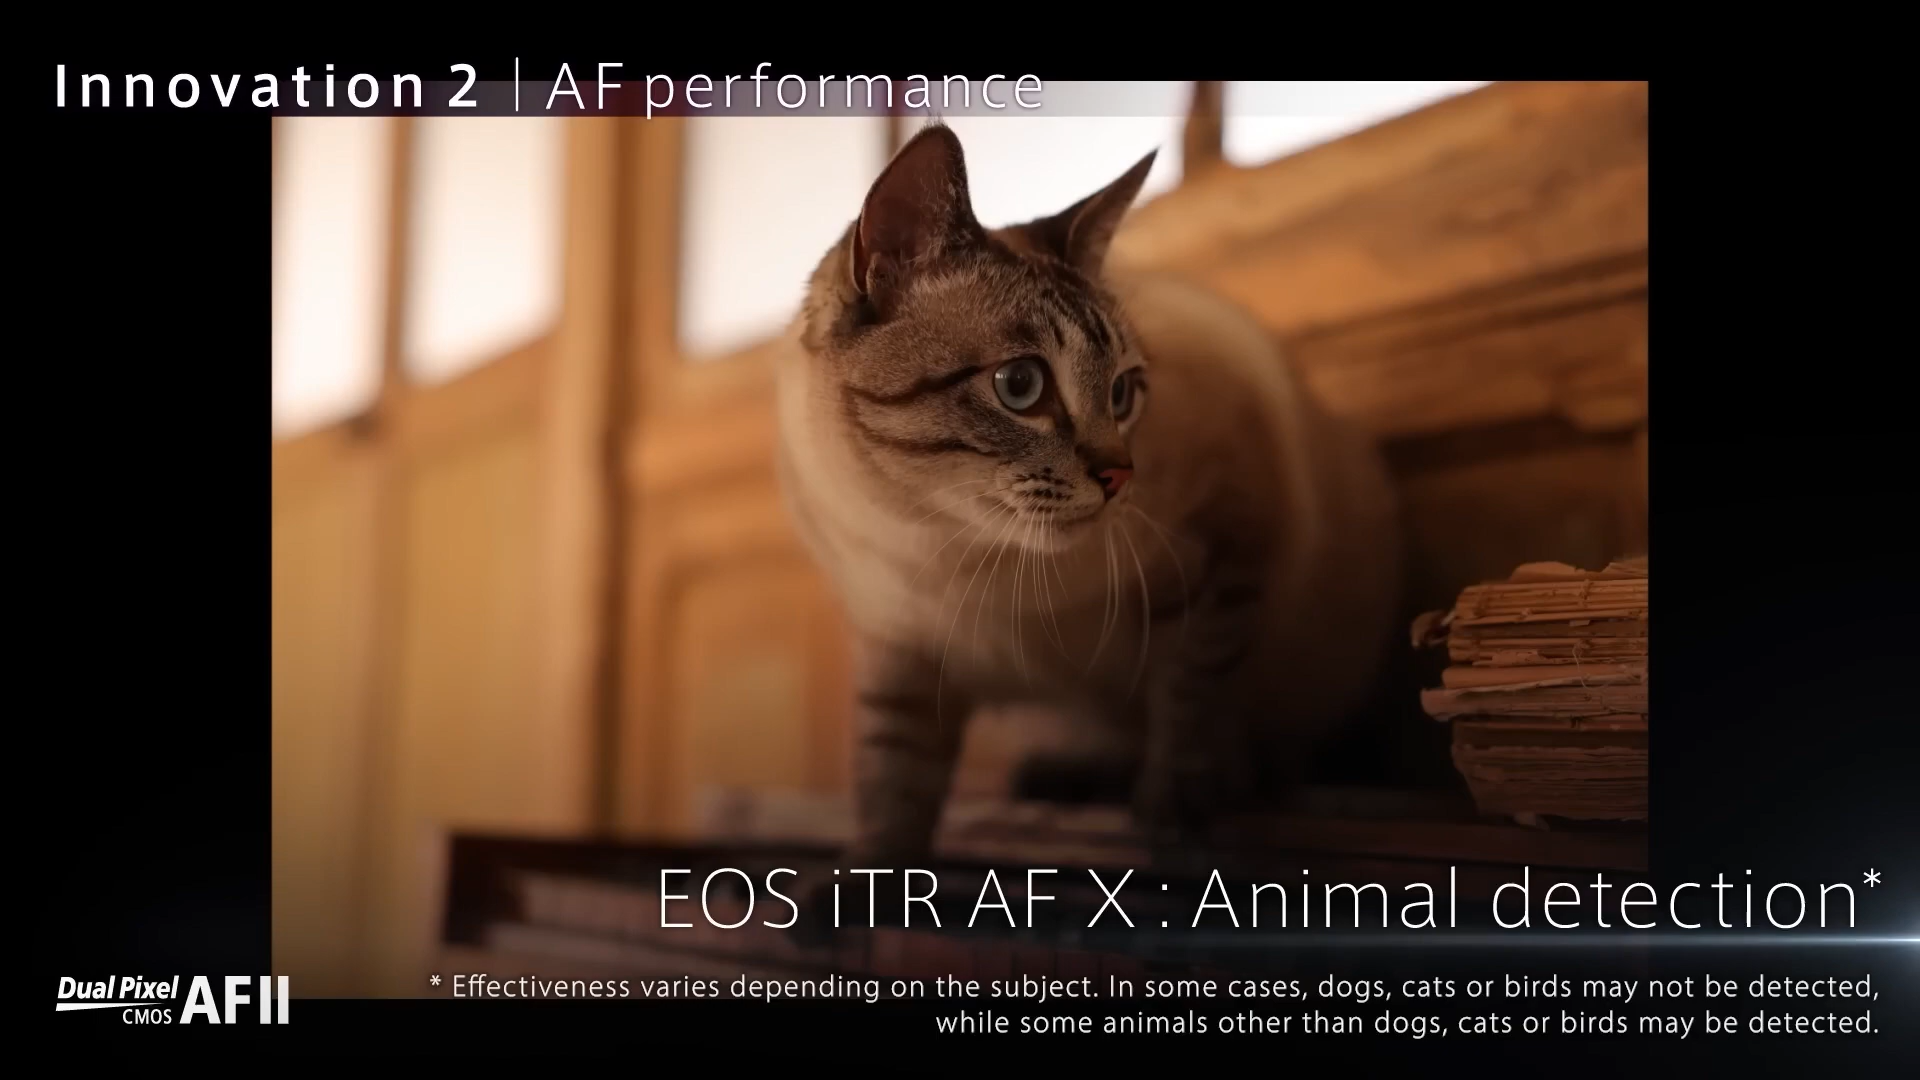 Innovation 2 | AF performance
EOS iTR AF X : Animal detection*
* Effectiveness varies depending on the subject. In some cases, dogs, cats or birds may not be detected,
while some animals other than dogs, cats or birds may be detected.
Dual Pixel
CMOS AF II